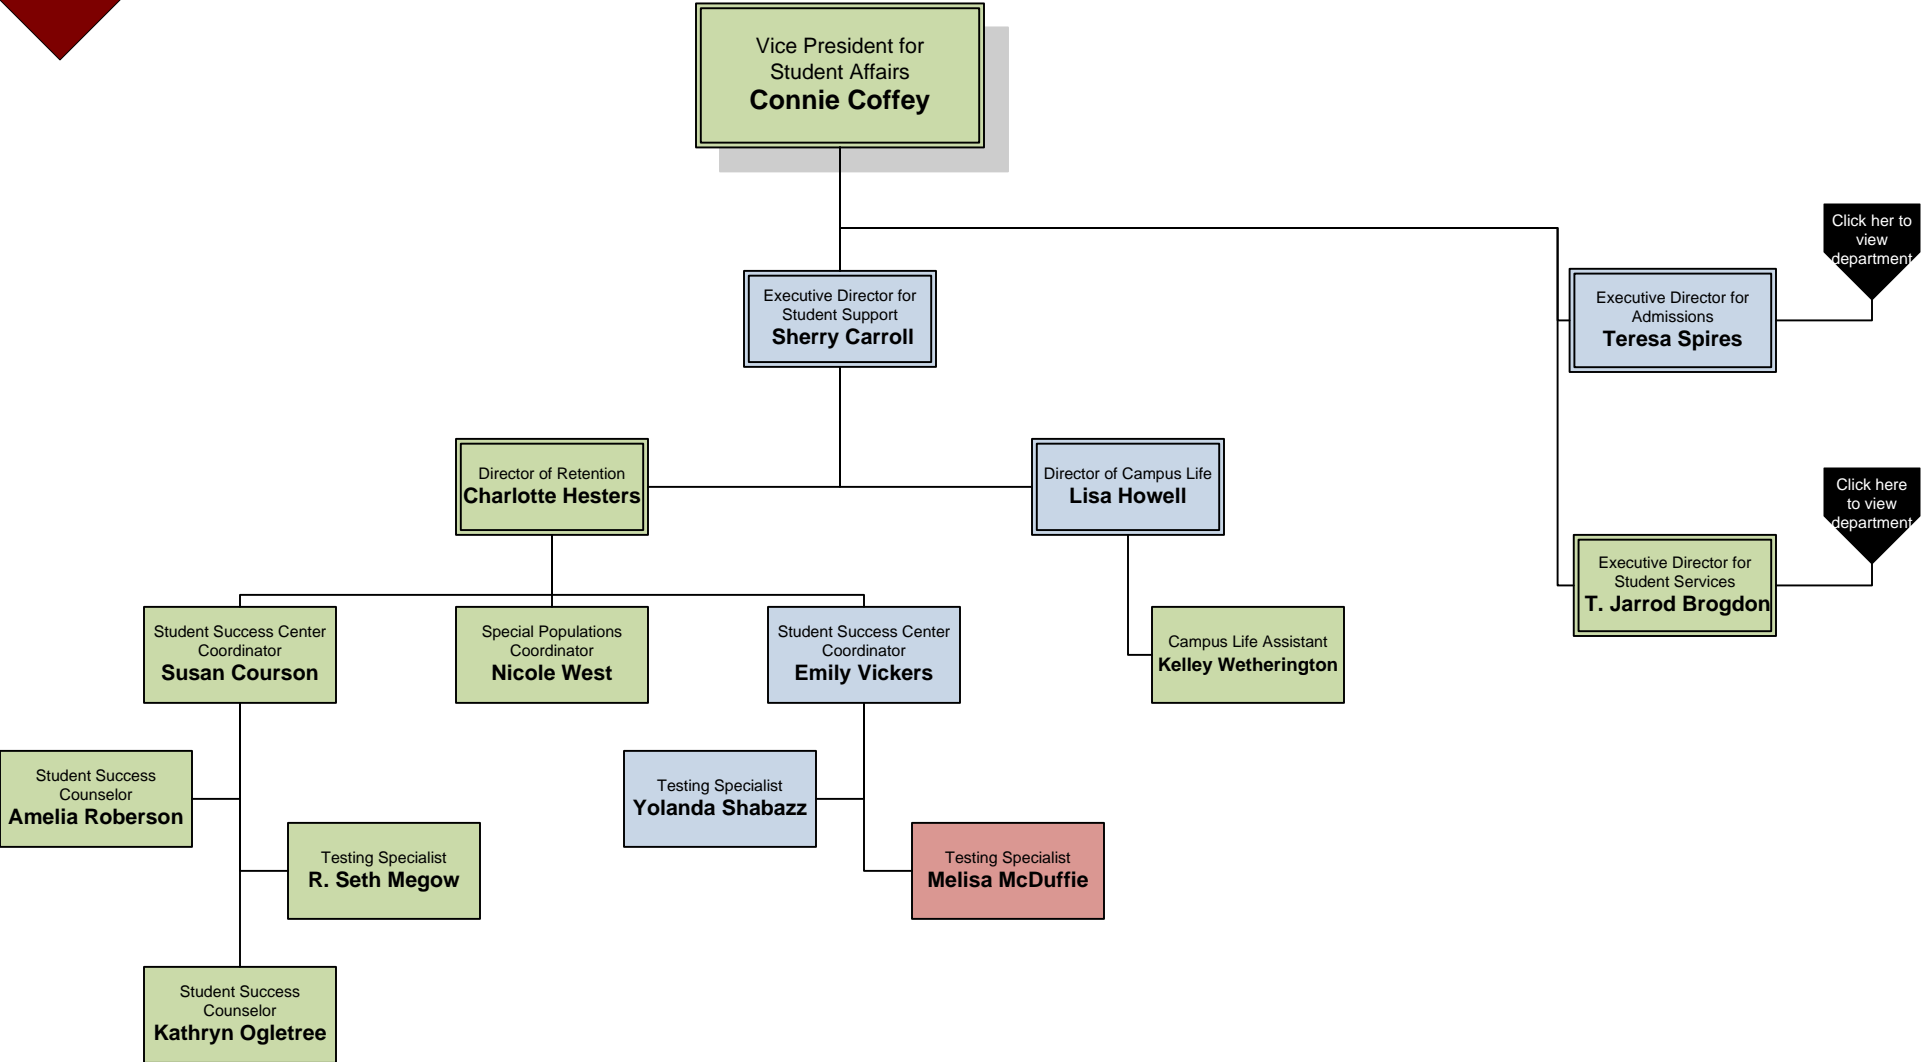 Vice President for
Student Affairs
Connie Coffey
Click her to
view
department
Executive Director for
Student Support
Sherry Carroll
Executive Director for
Admissions
Teresa Spires
Director of Retention
Charlotte Hesters
Director of Campus Life
Lisa Howell
Click here
to view
department
Executive Director for
Student Services
T. Jarrod Brogdon
Student Success Center
Coordinator
Susan Courson
Special Populations
Coordinator
Nicole West
Student Success Center
Coordinator
Emily Vickers
Campus Life Assistant
Kelley Wetherington
Student Success
Counselor
Amelia Roberson
Testing Specialist
Yolanda Shabazz
Testing Specialist
R. Seth Megow
Testing Specialist
Melisa McDuffie
Student Success
Counselor
Kathryn Ogletree